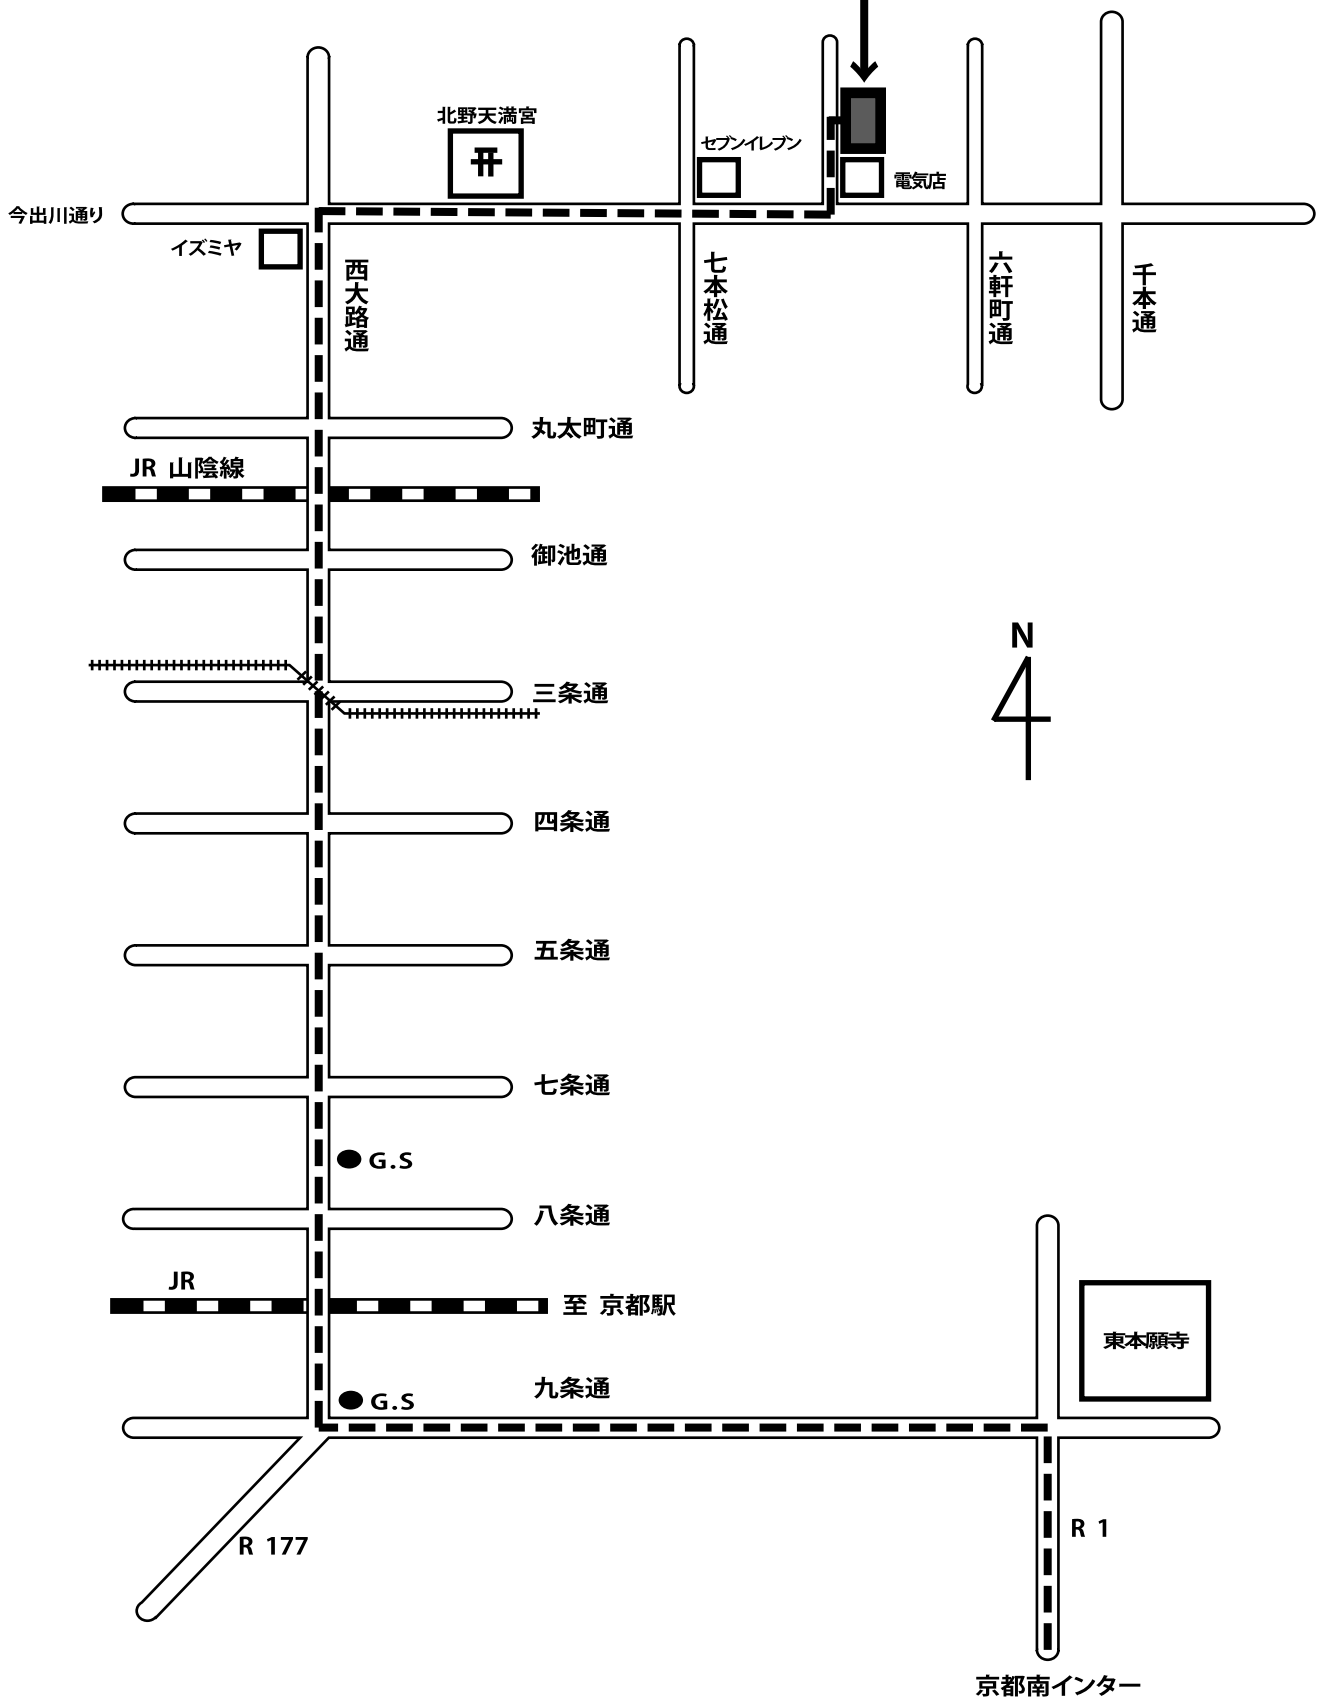 北野天満宮
セブンイレブン
電気店
今出川通り
イズミヤ
西大路通
七本松通
六軒町通
千本通
丸太町通
JR 山陰線
御池通
N
三条通
四条通
五条通
七条通
G.S
八条通
JR
至 京都駅
東本願寺
九条通
G.S
R 1
R 177
京都南インター